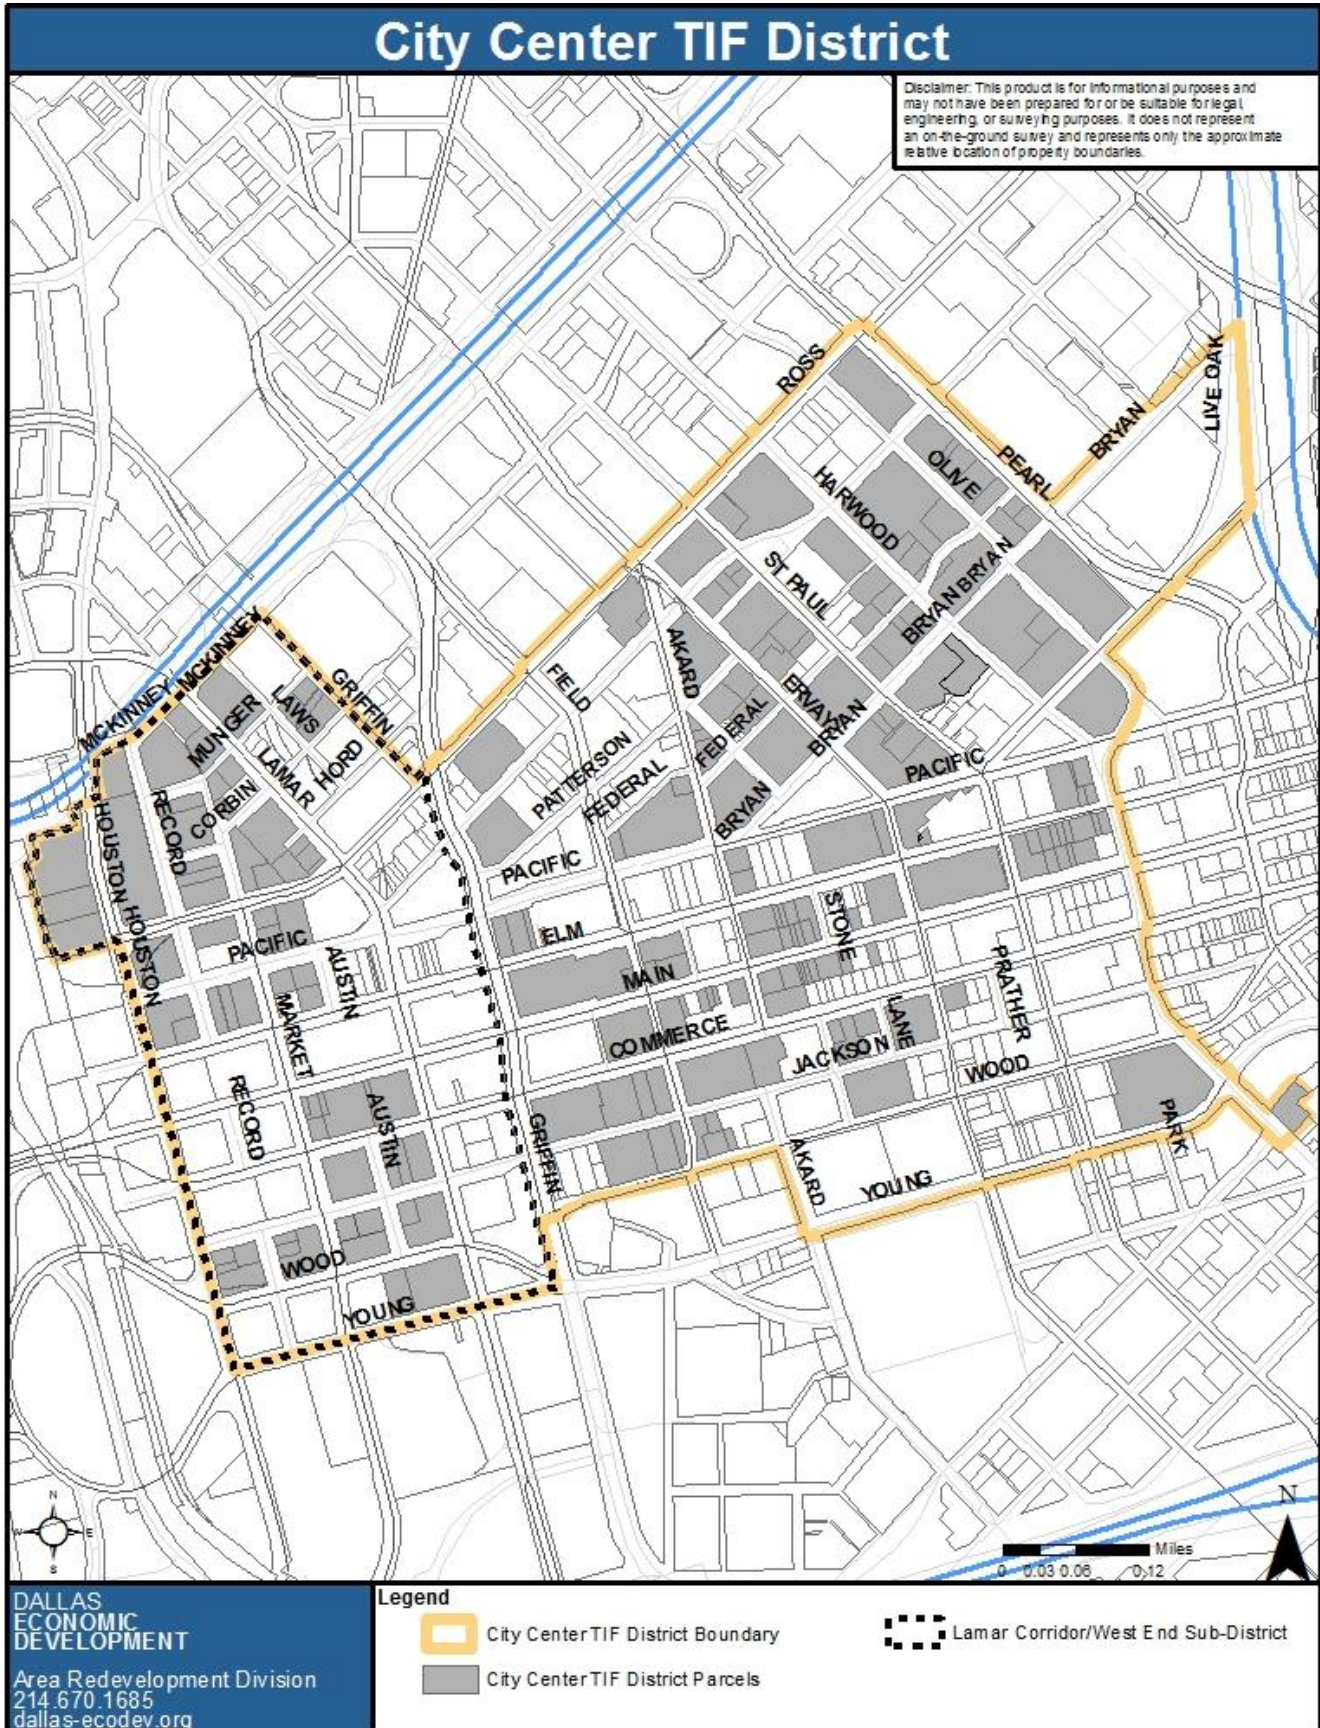 City Center TIF District
Disclaimer: This product is for informational purposes and
may not have been prepared for or be suitable for legal,
engineering, or surveying purposes. It does not represent
an on-the-ground survey and represents only the approximate
relative location of property boundaries.
ROSS
LIVE OAK
BRYAN
PEARL
OLIVE
HARWOOD
ST PAUL
BRYAN
BRYAN
AKARD
ERVAY
BRYAN
FEDERAL
FIELD
MCKINNEY
MCKINNEY
GRIFFIN
LAWS
MUNGER
LAMAR
HORD
CORBIN
RECORD
HOUSTON
PATTERSON
FEDERAL
BRYAN
PACIFIC
PACIFIC
HOUSTON
PACIFIC
AUSTIN
ELM
MAIN
STONE
PRATHER
MARKET
COMMERCE
LANE
JACKSON
WOOD
RECORD
AUSTIN
GRIFFIN
AKARD
YOUNG
PARK
WOOD
YOUNG
N
W
E
S
N
Miles
0 0.03 0.06 0.12
DALLAS
ECONOMIC
DEVELOPMENT
Area Redevelopment Division
214.670.1685
dallas-ecodev.org
Legend
City Center TIF District Boundary
Lamar Corridor/West End Sub-District
City Center TIF District Parcels